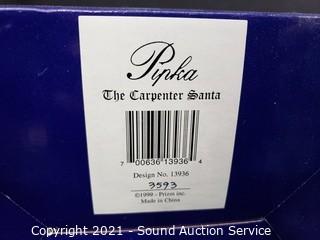 Pipka
The Carpenter Santa
7 00636 13936 4
Design No. 13936
3593
©1999 - Prizm inc.
Made in China
Copyright 2021 - Sound Auction Service